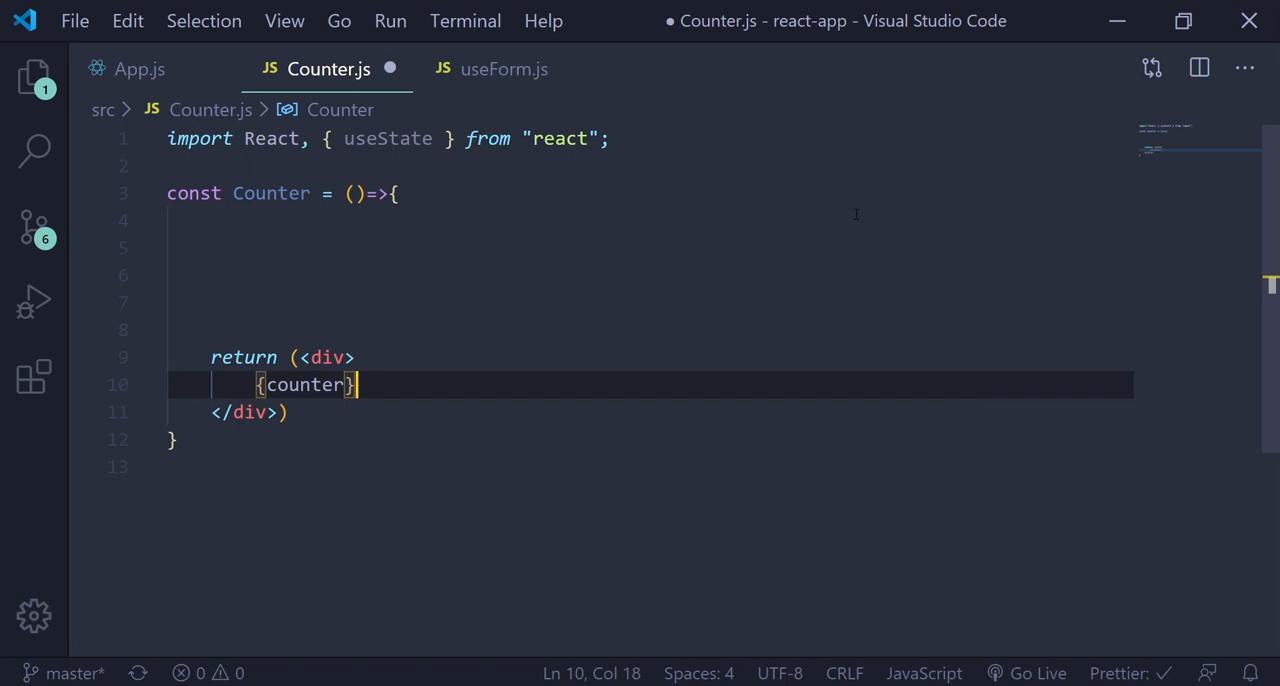 File Edit Selection View Go Run Terminal Help ● Counter.js - react-app - Visual Studio Code
App.js JS Counter.js ● JS useForm.js
src > JS Counter.js > Counter
1 import React, { useState } from "react";
2
3 const Counter = ()=>{
4
5
6
7
8
9 return (<div>
10 {counter}
11 </div>)
12 }
13
1
6
master* 0 0 Ln 10, Col 18 Spaces: 4 UTF-8 CRLF JavaScript Go Live Prettier: ✓